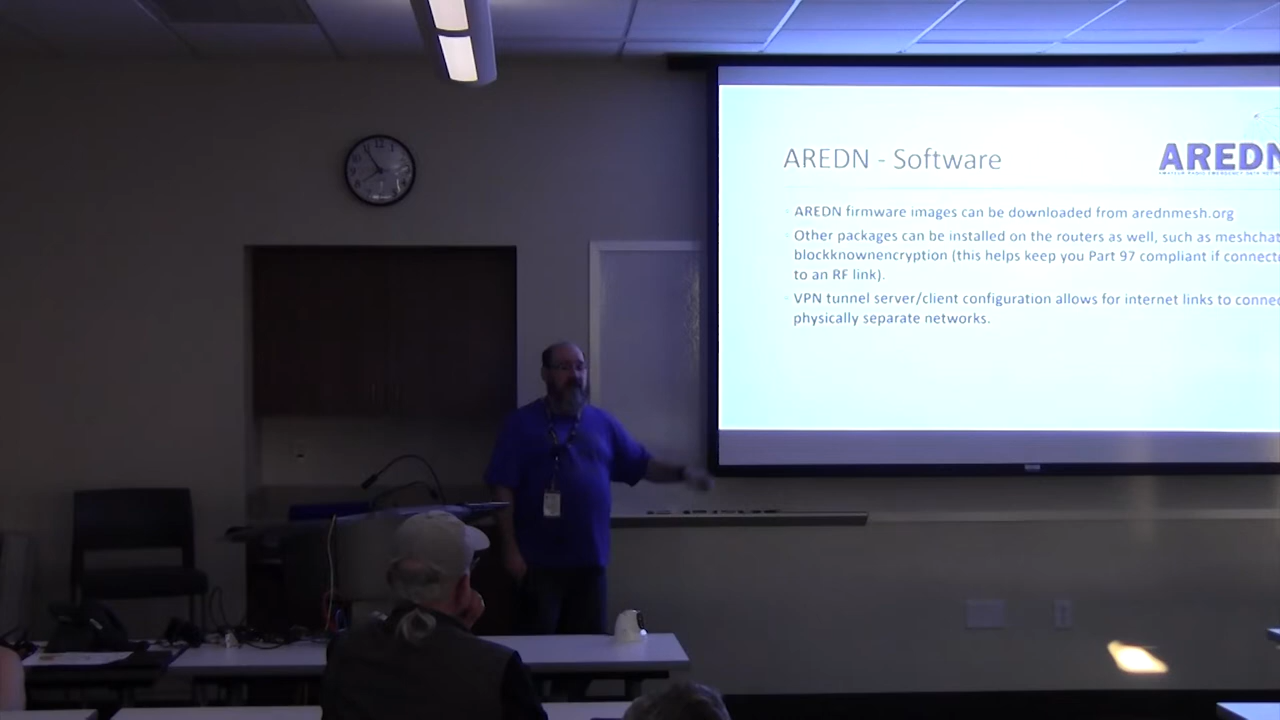 AREDN - Software
AREDN
AREDN firmware images can be downloaded from arednmesh.org
Other packages can be installed on the routers as well, such as meshchat
blockknownencryption (this helps keep you Part 97 compliant if connecte
to an RF link).
VPN tunnel server/client configuration allows for internet links to connec
physically separate networks.